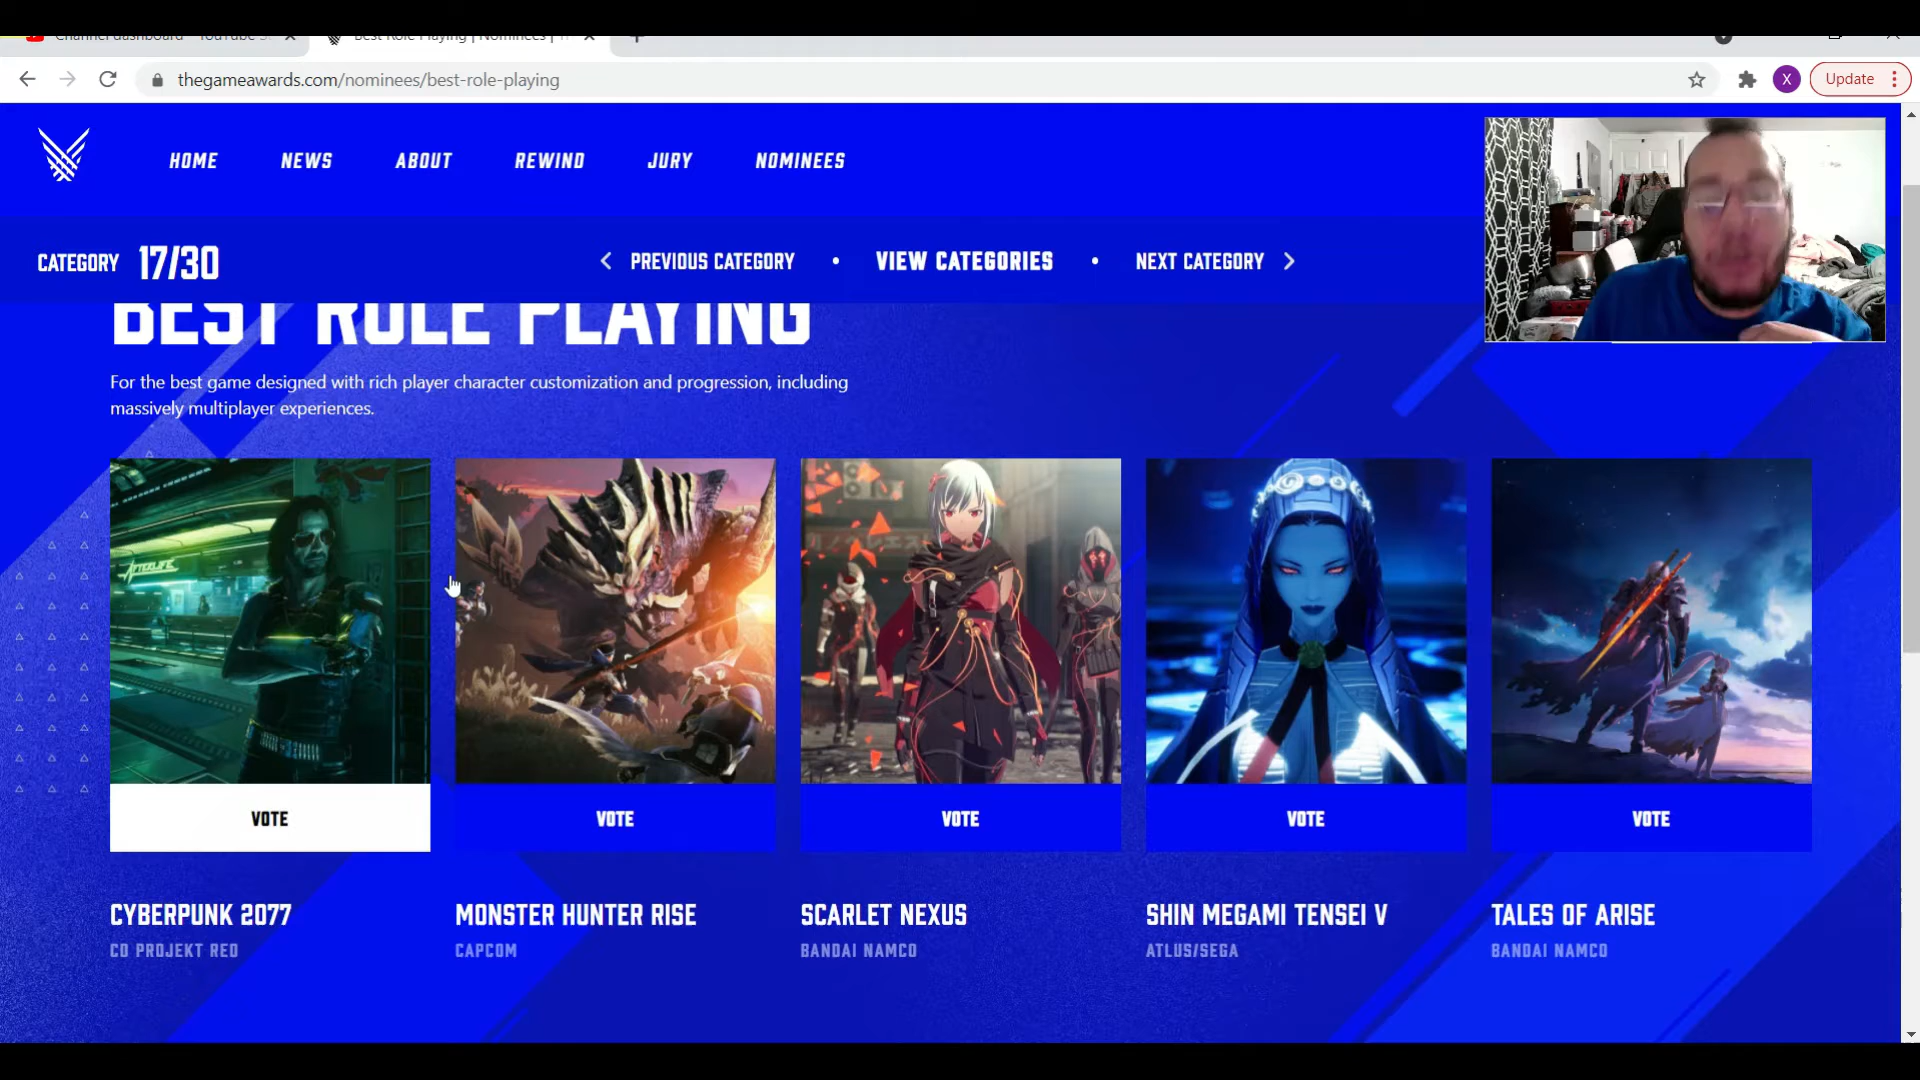 Channel dashboard - YouTube S
Best Role Playing | Nominees |
thegameawards.com/nominees/best-role-playing
X
Update
HOME NEWS ABOUT REWIND JURY NOMINEES
CATEGORY 17/30
PREVIOUS CATEGORY • VIEW CATEGORIES • NEXT CATEGORY
BEST ROLE PLAYING
For the best game designed with rich player character customization and progression, including
massively multiplayer experiences.
AFTERLIFE
VOTE VOTE VOTE VOTE VOTE
CYBERPUNK 2077 MONSTER HUNTER RISE SCARLET NEXUS SHIN MEGAMI TENSEI V TALES OF ARISE
CD PROJEKT RED CAPCOM BANDAI NAMCO ATLUS/SEGA BANDAI NAMCO